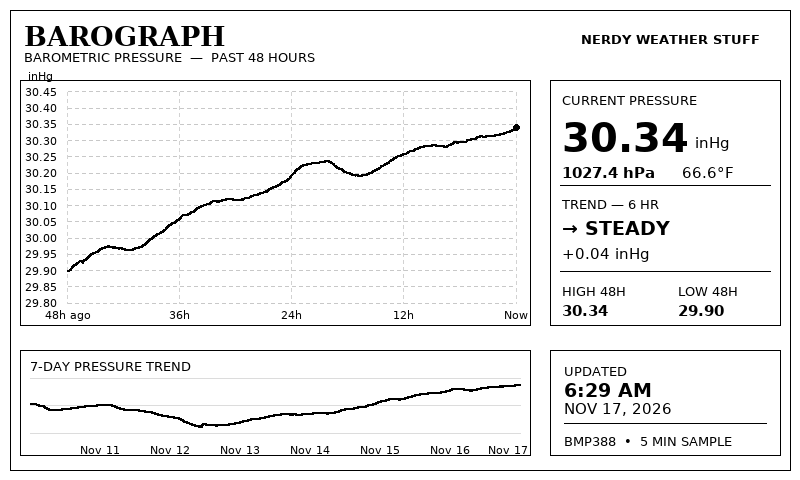 BAROGRAPH
BAROMETRIC PRESSURE — PAST 48 HOURS
NERDY WEATHER STUFF
inHg
30.45
30.40
30.35
30.30
30.25
30.20
30.15
30.10
30.05
30.00
29.95
29.90
29.85
29.80
48h ago 36h 24h 12h Now
CURRENT PRESSURE
30.34 inHg
1027.4 hPa 66.6°F
TREND — 6 HR
→ STEADY
+0.04 inHg
HIGH 48H LOW 48H
30.34 29.90
7-DAY PRESSURE TREND
Nov 11 Nov 12 Nov 13 Nov 14 Nov 15 Nov 16 Nov 17
UPDATED
6:29 AM
NOV 17, 2026
BMP388 • 5 MIN SAMPLE